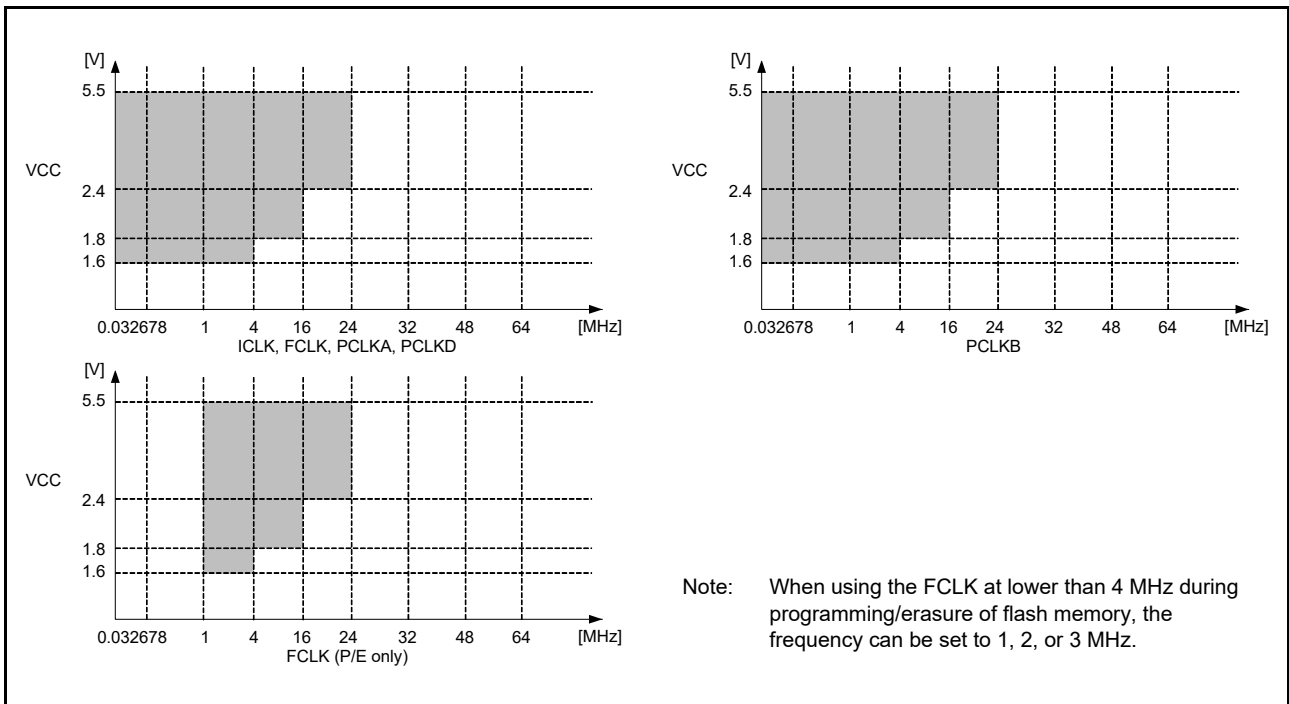 [V]
5.5
VCC
2.4
1.8
1.6
0.032678 1 4 16 24 32 48 64 [MHz]
ICLK, FCLK, PCLKA, PCLKD
[V]
5.5
VCC
2.4
1.8
1.6
0.032678 1 4 16 24 32 48 64 [MHz]
PCLKB
[V]
5.5
VCC
2.4
1.8
1.6
0.032678 1 4 16 24 32 48 64 [MHz]
FCLK (P/E only)
Note: When using the FCLK at lower than 4 MHz during
programming/erasure of flash memory, the
frequency can be set to 1, 2, or 3 MHz.